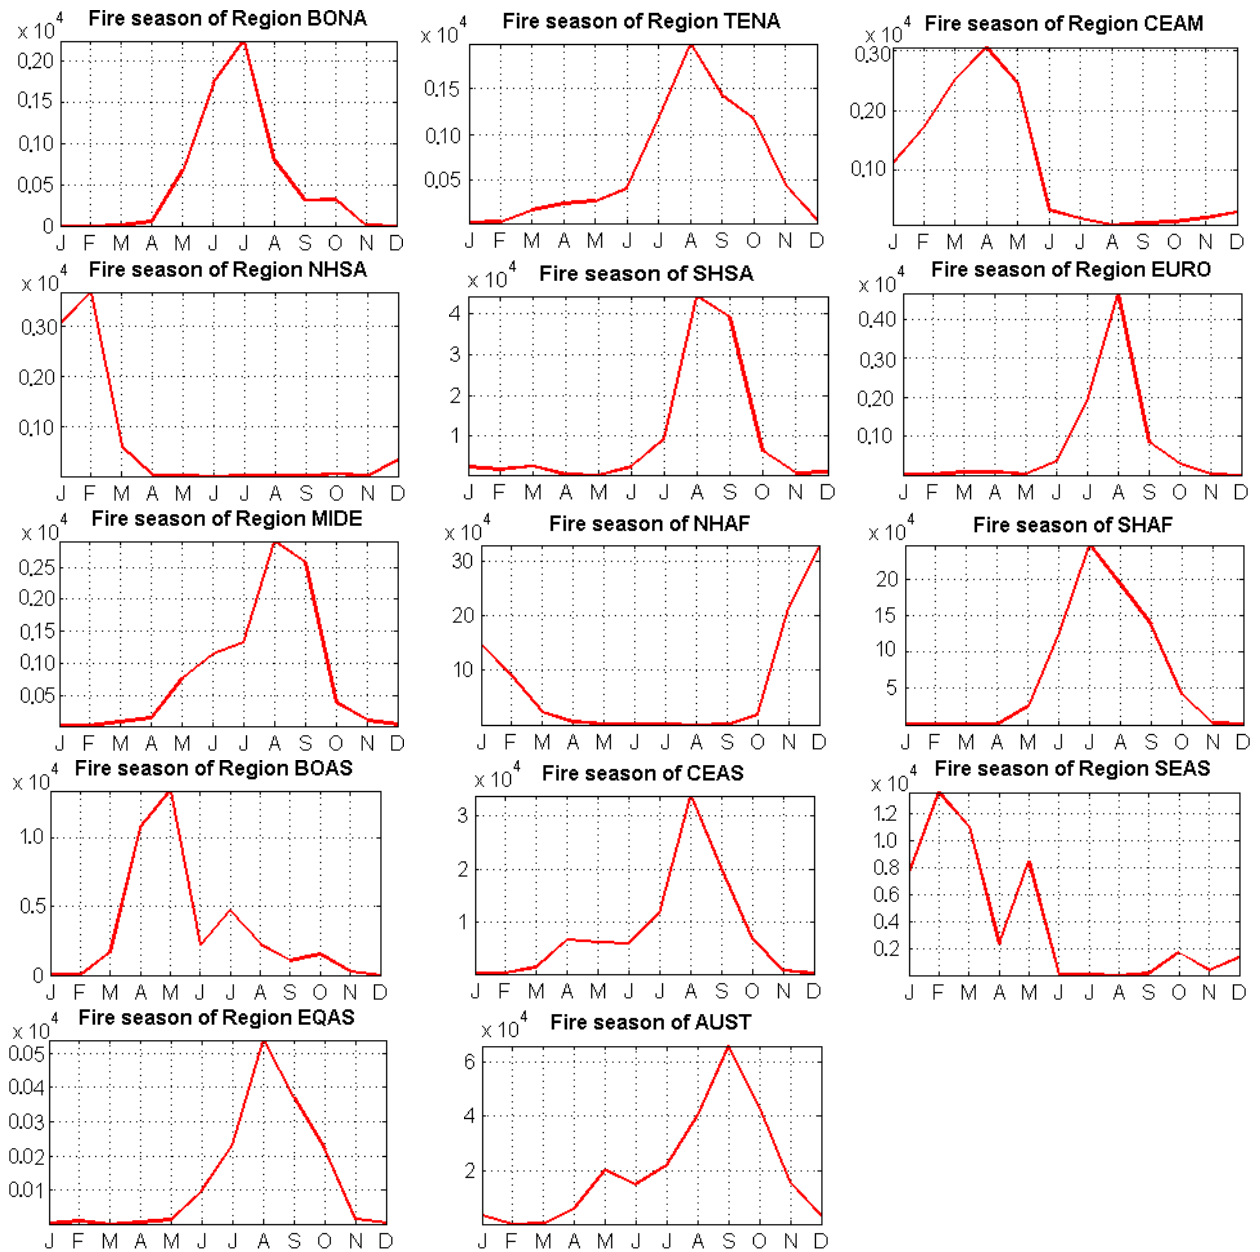 Fire season of Region BONA
x 10^4
0,20
0,15
0,10
0,05
0
J F M A M J J A S O N D
Fire season of Region TENA
x 10^4
0,15
0,10
0,05
J F M A M J J A S O N D
Fire season of Region CEAM
x 10^4
0,30
0,20
0,10
J F M A M J J A S O N D
Fire season of Region NHSA
x 10^4
0,30
0,20
0,10
J F M A M J J A S O N D
Fire season of SHSA
x 10^4
4
3
2
1
J F M A M J J A S O N D
Fire season of Region EURO
x 10^4
0,40
0,30
0,20
0,10
J F M A M J J A S O N D
Fire season of Region MIDE
x 10^4
0,25
0,2
0,15
0,10
0,05
J F M A M J J A S O N D
Fire season of NHAF
x 10^4
30
20
10
J F M A M J J A S O N D
Fire season of SHAF
x 10^4
20
15
10
5
J F M A M J J A S O N D
Fire season of Region BOAS
x 10^4
1.0
0.5
0
J F M A M J J A S O N D
Fire season of CEAS
x 10^4
3
2
1
J F M A M J J A S O N D
Fire season of Region SEAS
x 10^4
1.2
1.0
0.8
0.6
0.4
0.2
J F M A M J J A S O N D
Fire season of Region EQAS
x 10^4
0.05
0.04
0.03
0.02
0.01
J F M A M J J A S O N D
Fire season of AUST
x 10^4
6
4
2
J F M A M J J A S O N D